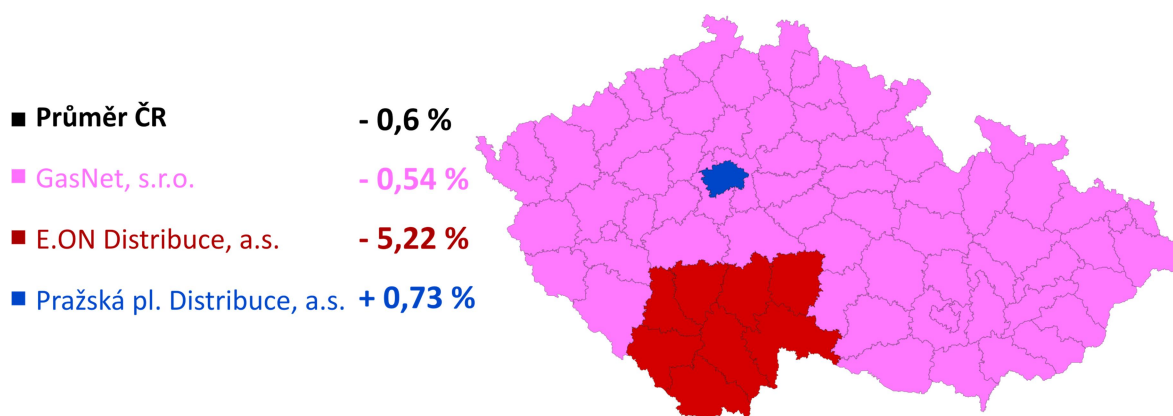 Průměr ČR - 0,6 %
GasNet, s.r.o. - 0,54 %
E.ON Distribuce, a.s. - 5,22 %
Pražská pl. Distribuce, a.s. + 0,73 %